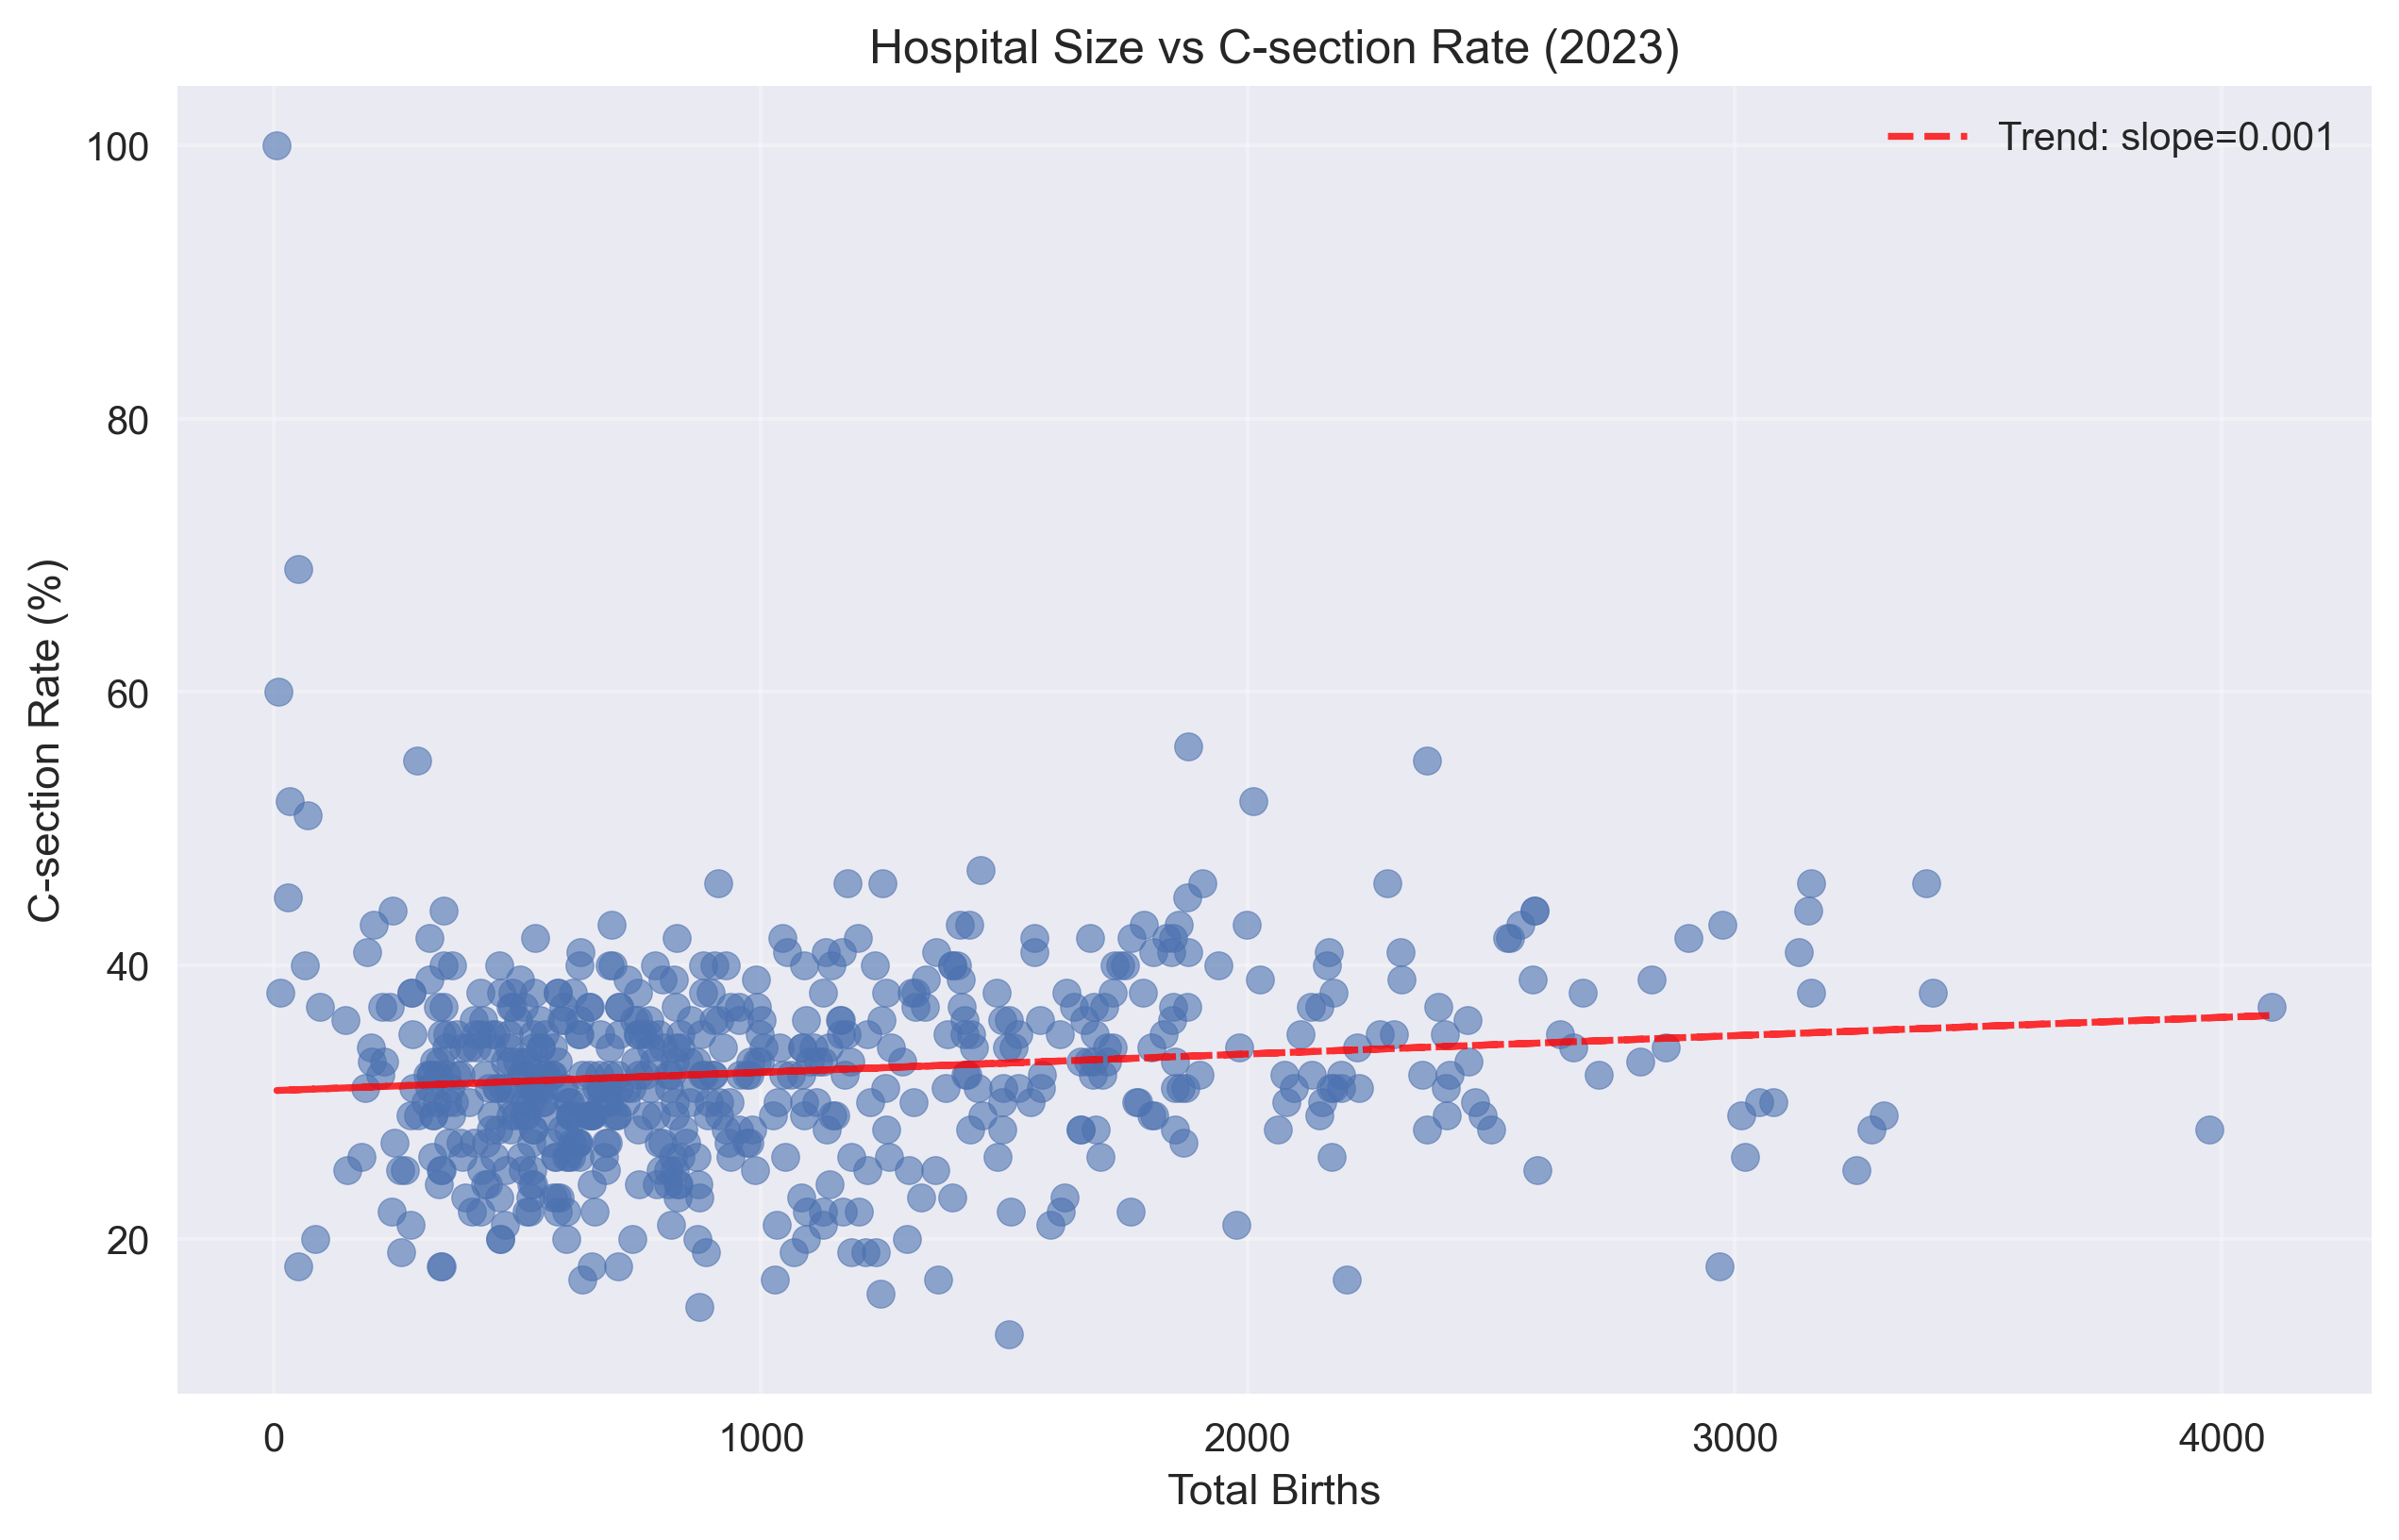 Hospital Size vs C-section Rate (2023)
Trend: slope=0.001
C-section Rate (%)
100
80
60
40
20
0 1000 2000 3000 4000
Total Births